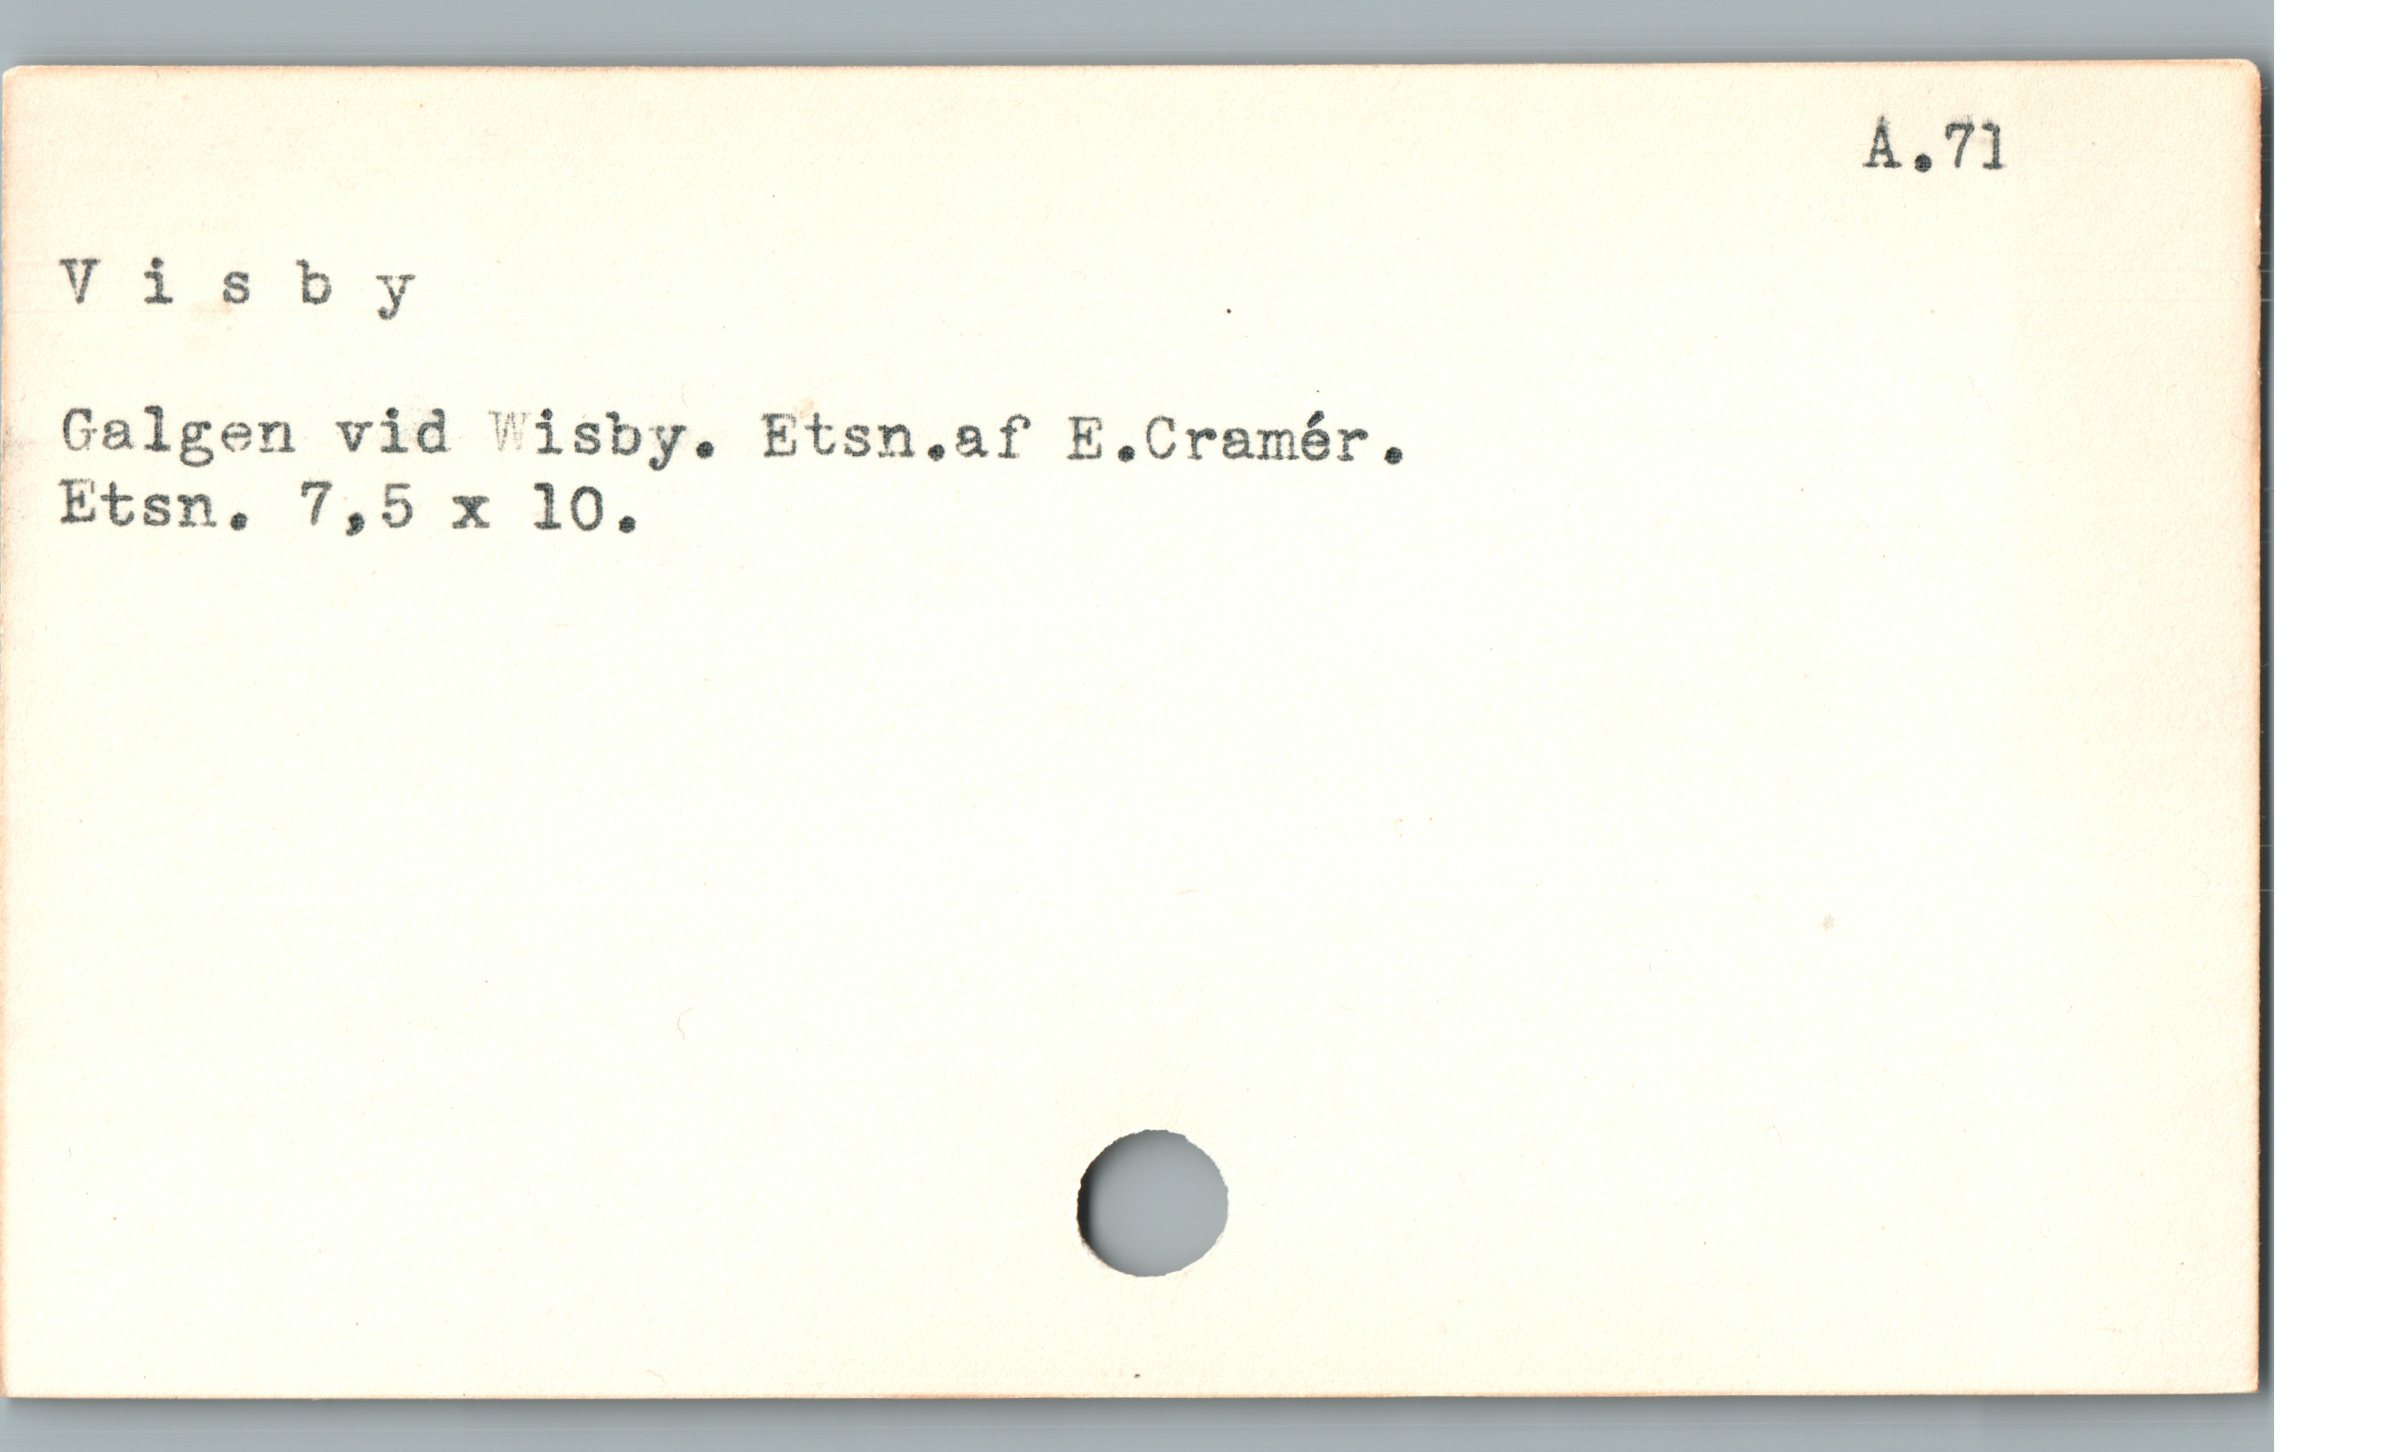 A.71
V i s b y
Galgen vid Wisby. Etsn.af E.Cramér.
Etsn. 7,5 x 10.